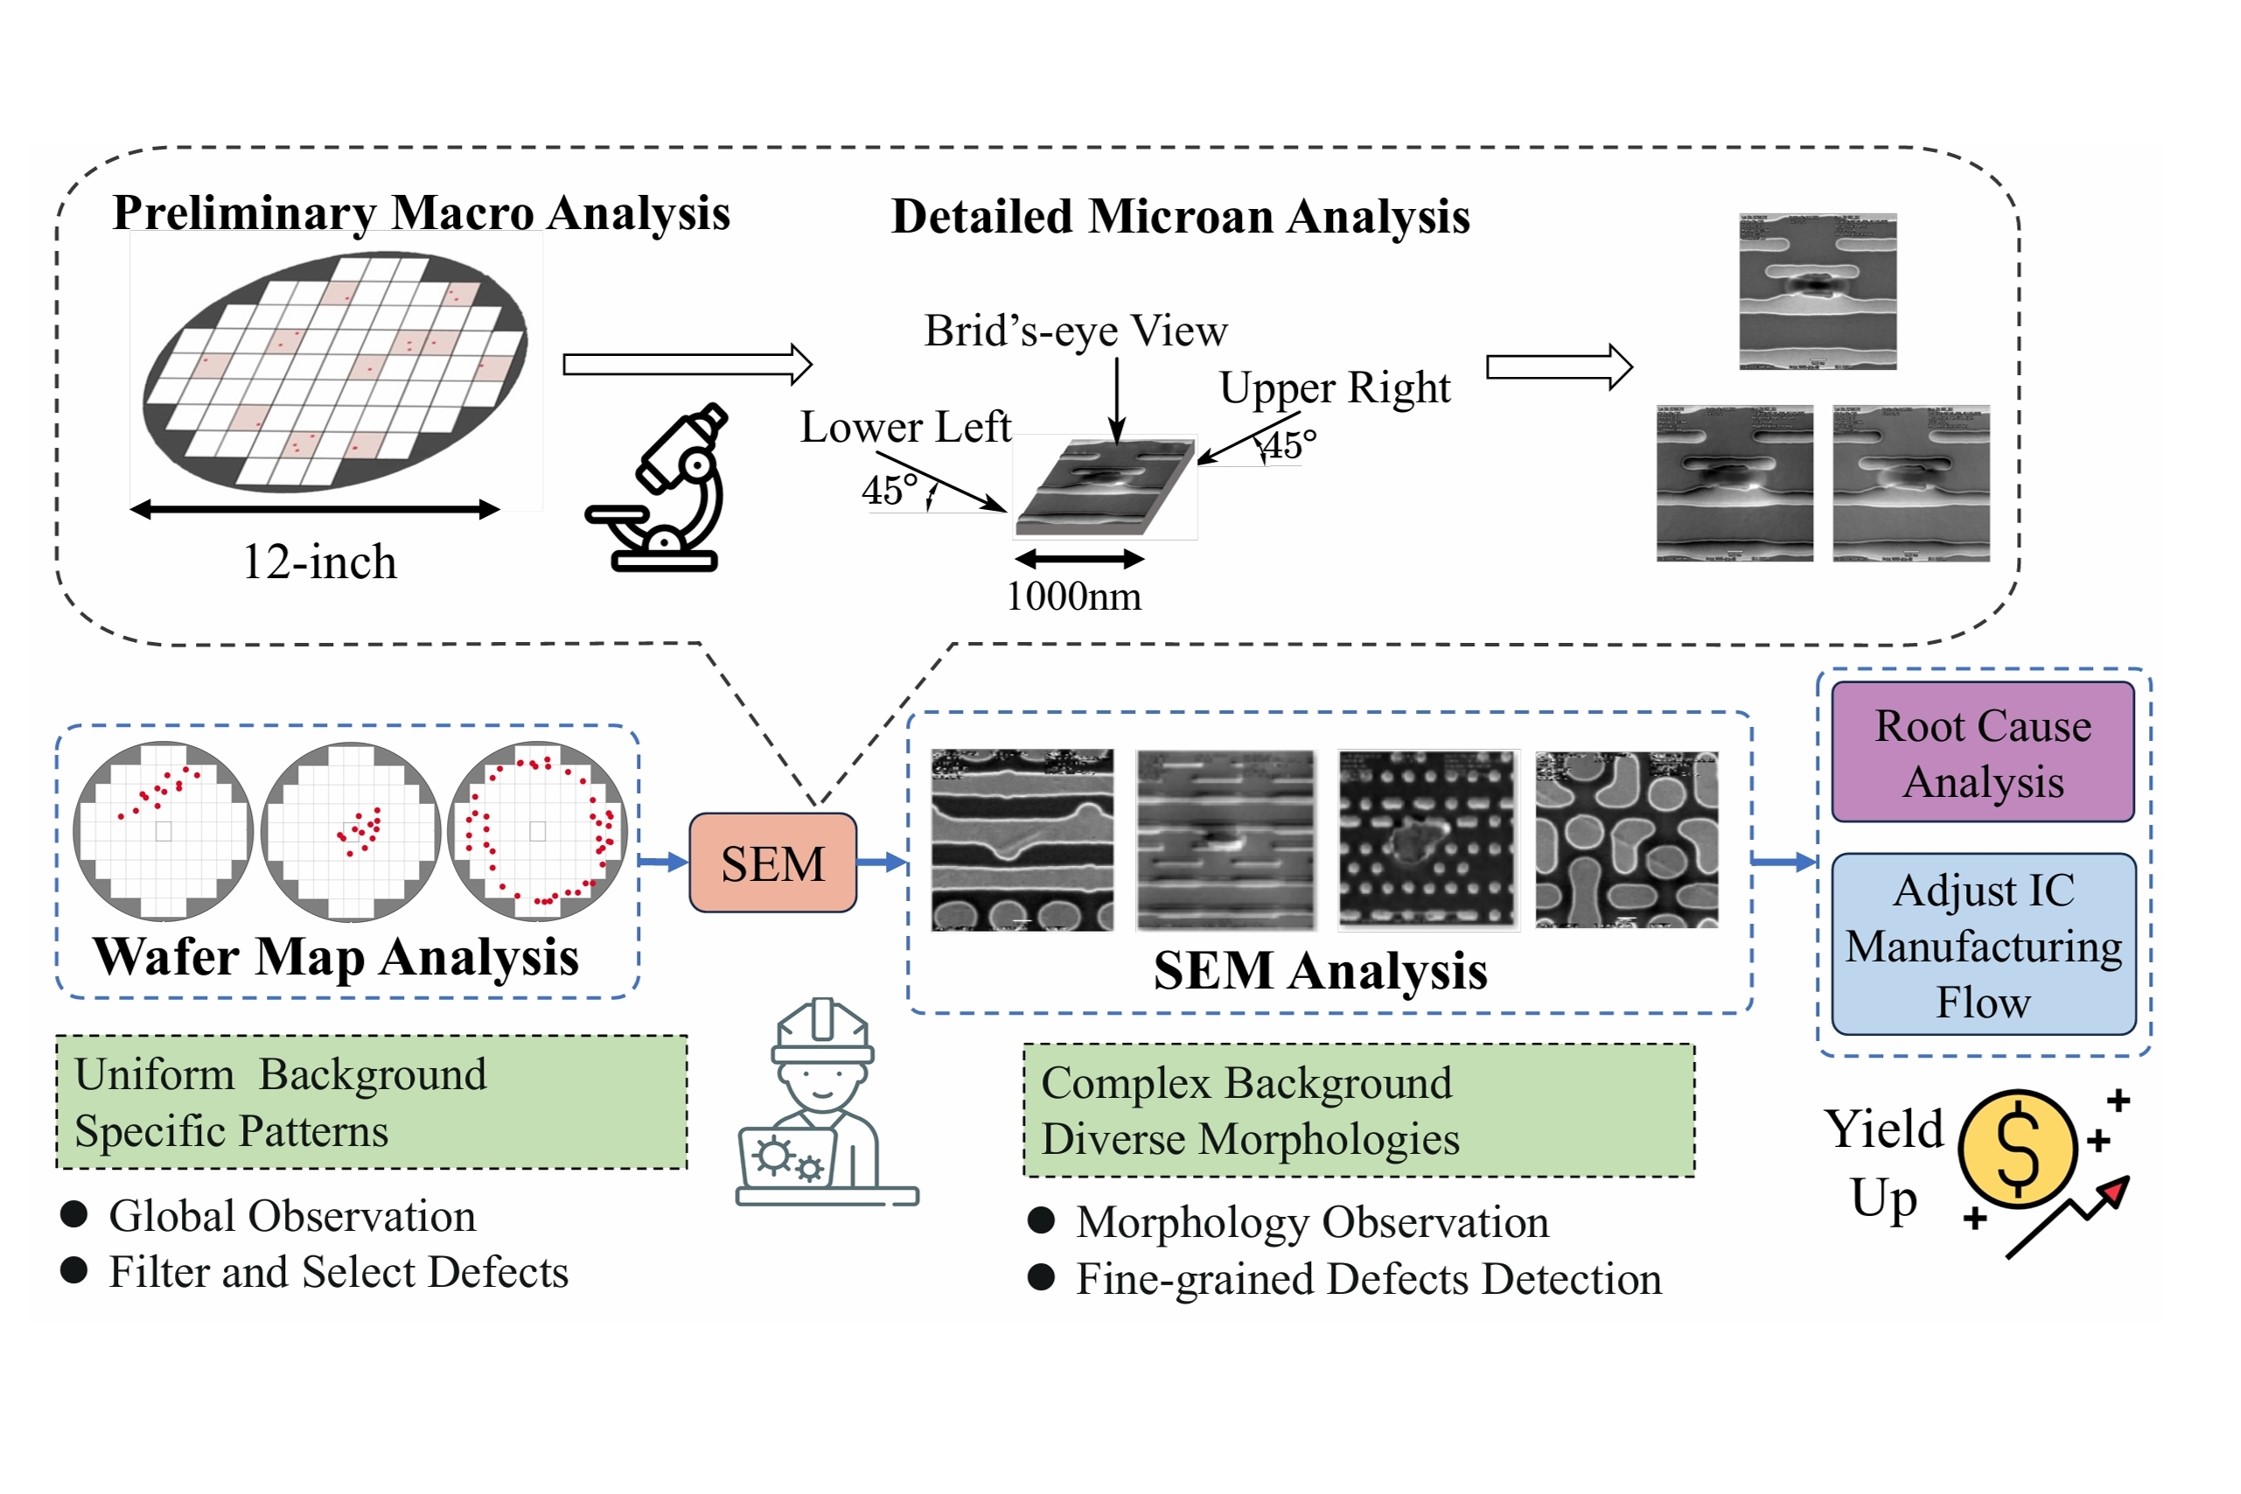 Preliminary Macro Analysis
Detailed Microan Analysis
Brid’s-eye View
Upper Right
Lower Left
45°
45°
12-inch
1000nm
Wafer Map Analysis
SEM
SEM Analysis
Root Cause
Analysis
Adjust IC
Manufacturing
Flow
Uniform  Background
Specific Patterns
Global Observation
Filter and Select Defects
Complex Background
Diverse Morphologies
Morphology Observation
Fine-grained Defects Detection
Yield
Up
$